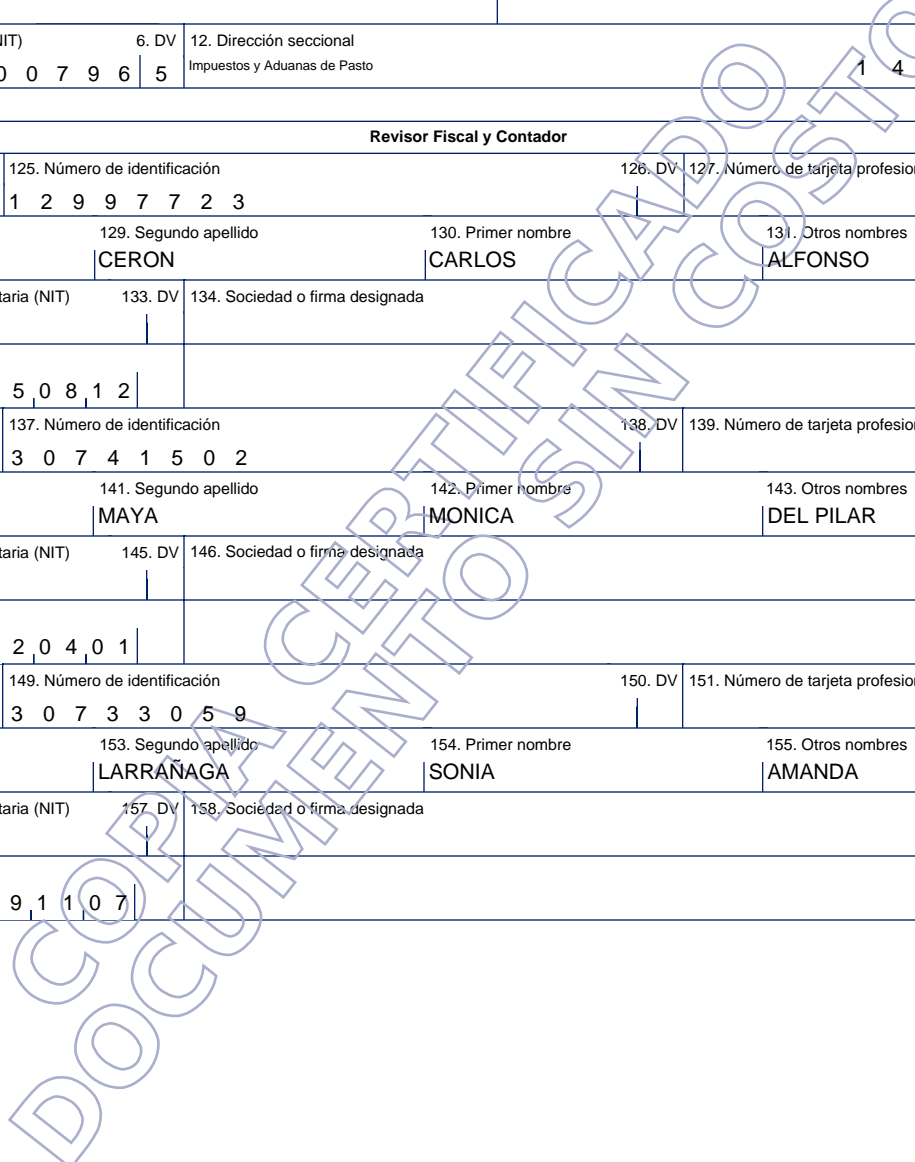 NIT) 6. DV 12. Dirección seccional
0 0 7 9 6 5 Impuestos y Aduanas de Pasto 1 4
Revisor Fiscal y Contador
125. Número de identificación 126. DV 127. Número de tarjeta profesion
1 2 9 9 7 7 2 3
129. Segundo apellido 130. Primer nombre 131. Otros nombres
CERON CARLOS ALFONSO
taria (NIT) 133. DV 134. Sociedad o firma designada
5 0 8 1 2
137. Número de identificación 138. DV 139. Número de tarjeta profesion
3 0 7 4 1 5 0 2
141. Segundo apellido 142. Primer nombre 143. Otros nombres
MAYA MONICA DEL PILAR
taria (NIT) 145. DV 146. Sociedad o firma designada
2 0 4 0 1
149. Número de identificación 150. DV 151. Número de tarjeta profesion
3 0 7 3 3 0 5 9
153. Segundo apellido 154. Primer nombre 155. Otros nombres
LARRAÑAGA SONIA AMANDA
taria (NIT) 157. DV 158. Sociedad o firma designada
9 1 1 0 7
COPIA CERTIFICADO
DOCUMENTO SIN COSTO